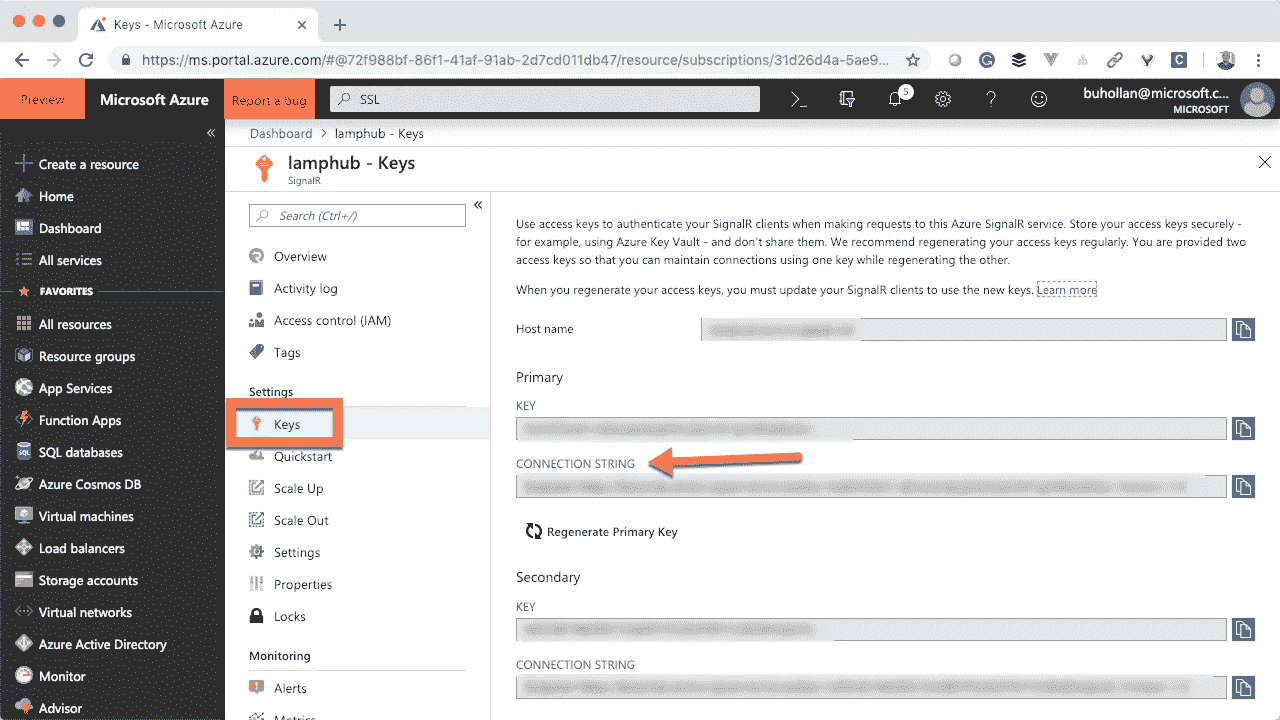 Keys - Microsoft Azure
https://ms.portal.azure.com/#@72f988bf-86f1-41af-91ab-2d7cd011db47/resource/subscriptions/31d26d4a-5ae9...
Preview
Microsoft Azure
Report a bug
SSL
5
buhollan@microsoft.c...
MICROSOFT
Create a resource
Home
Dashboard
All services
FAVORITES
All resources
Resource groups
App Services
Function Apps
SQL databases
Azure Cosmos DB
Virtual machines
Load balancers
Storage accounts
Virtual networks
Azure Active Directory
Monitor
Advisor
Dashboard > lamphub - Keys
lamphub - Keys
SignalR
Search (Ctrl+/)
Overview
Activity log
Access control (IAM)
Tags
Settings
Keys
Quickstart
Scale Up
Scale Out
Settings
Properties
Locks
Monitoring
Alerts
Metrics
Use access keys to authenticate your SignalR clients when making requests to this Azure SignalR service. Store your access keys securely -
for example, using Azure Key Vault - and don't share them. We recommend regenerating your access keys regularly. You are provided two
access keys so that you can maintain connections using one key while regenerating the other.
When you regenerate your access keys, you must update your SignalR clients to use the new keys. Learn more
Host name
Primary
KEY
CONNECTION STRING
Regenerate Primary Key
Secondary
KEY
CONNECTION STRING